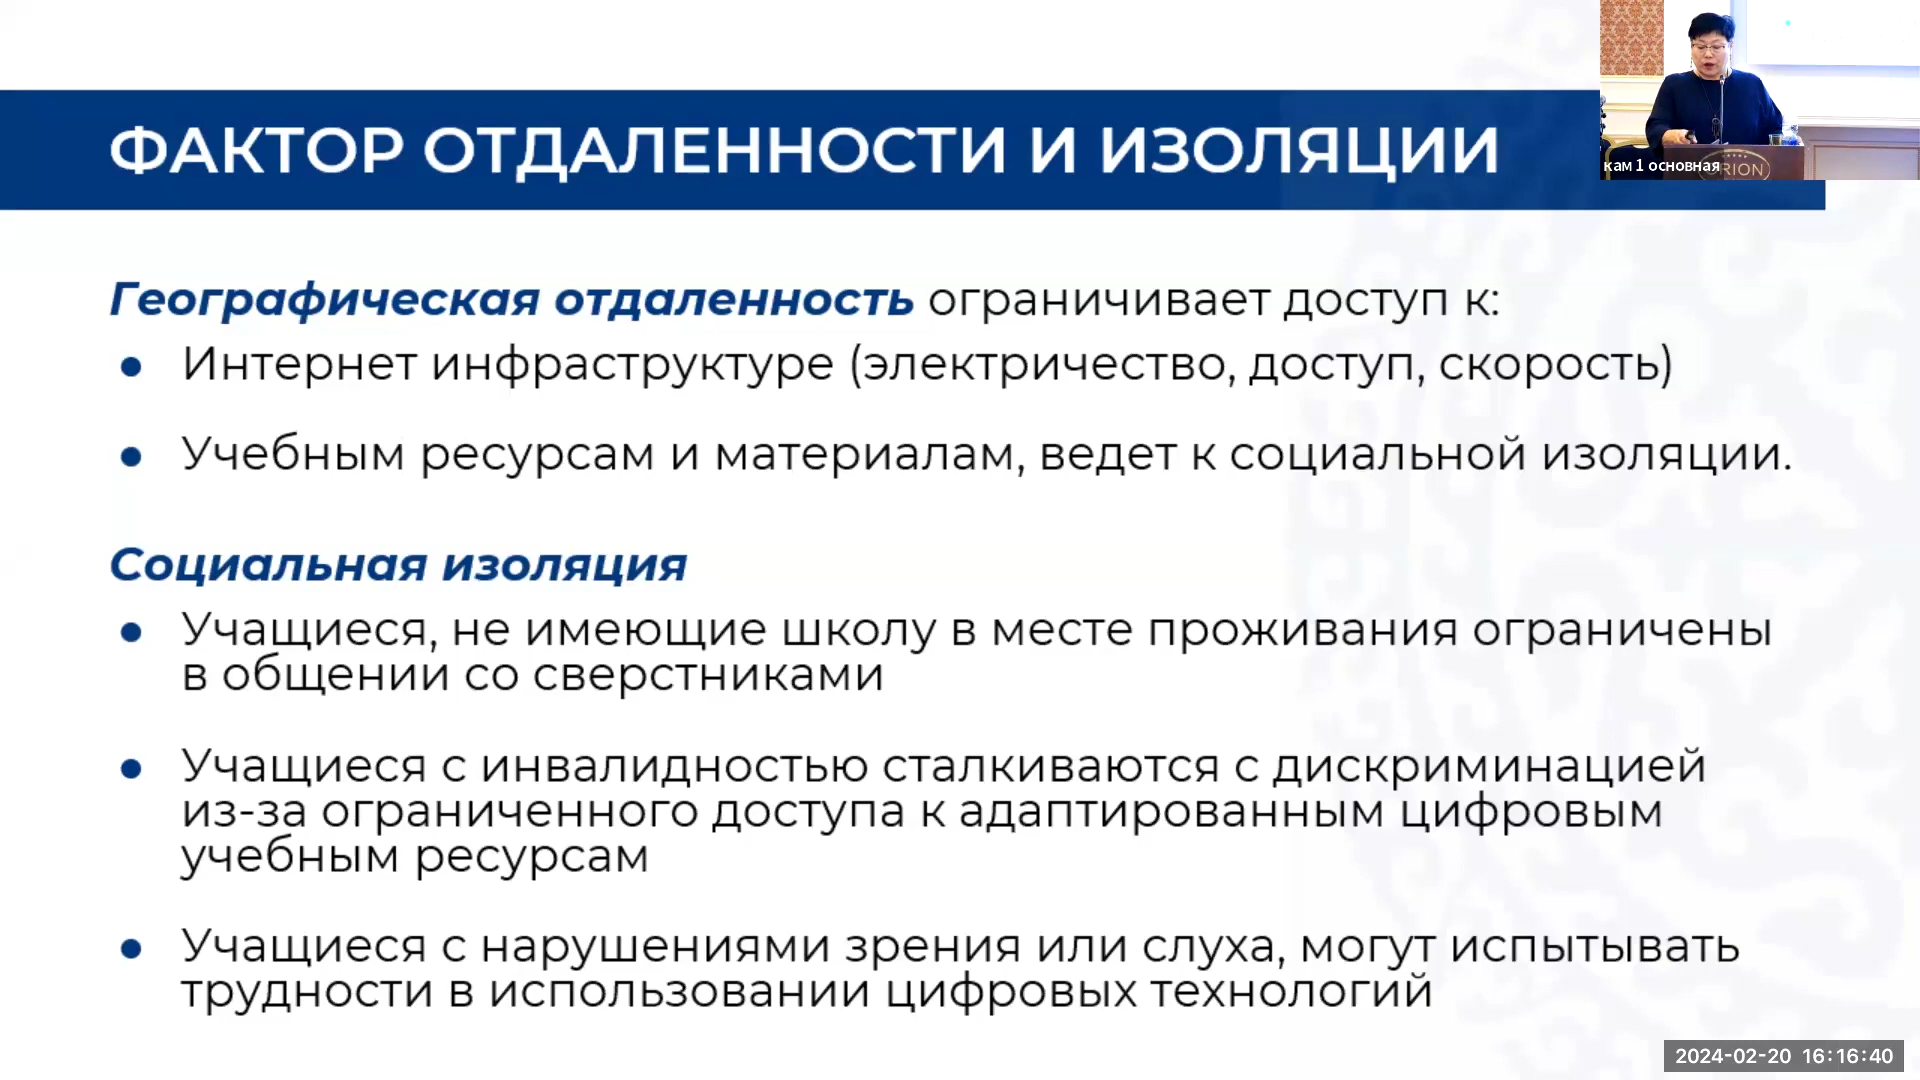 ФАКТОР ОТДАЛЕННОСТИ И ИЗОЛЯЦИИ
кам 1 основная
ORION
Географическая отдаленность ограничивает доступ к:
Интернет инфраструктуре (электричество, доступ, скорость)
Учебным ресурсам и материалам, ведет к социальной изоляции.
Социальная изоляция
Учащиеся, не имеющие школу в месте проживания ограничены
в общении со сверстниками
Учащиеся с инвалидностью сталкиваются с дискриминацией
из-за ограниченного доступа к адаптированным цифровым
учебным ресурсам
Учащиеся с нарушениями зрения или слуха, могут испытывать
трудности в использовании цифровых технологий
2024-02-20 16:16:40